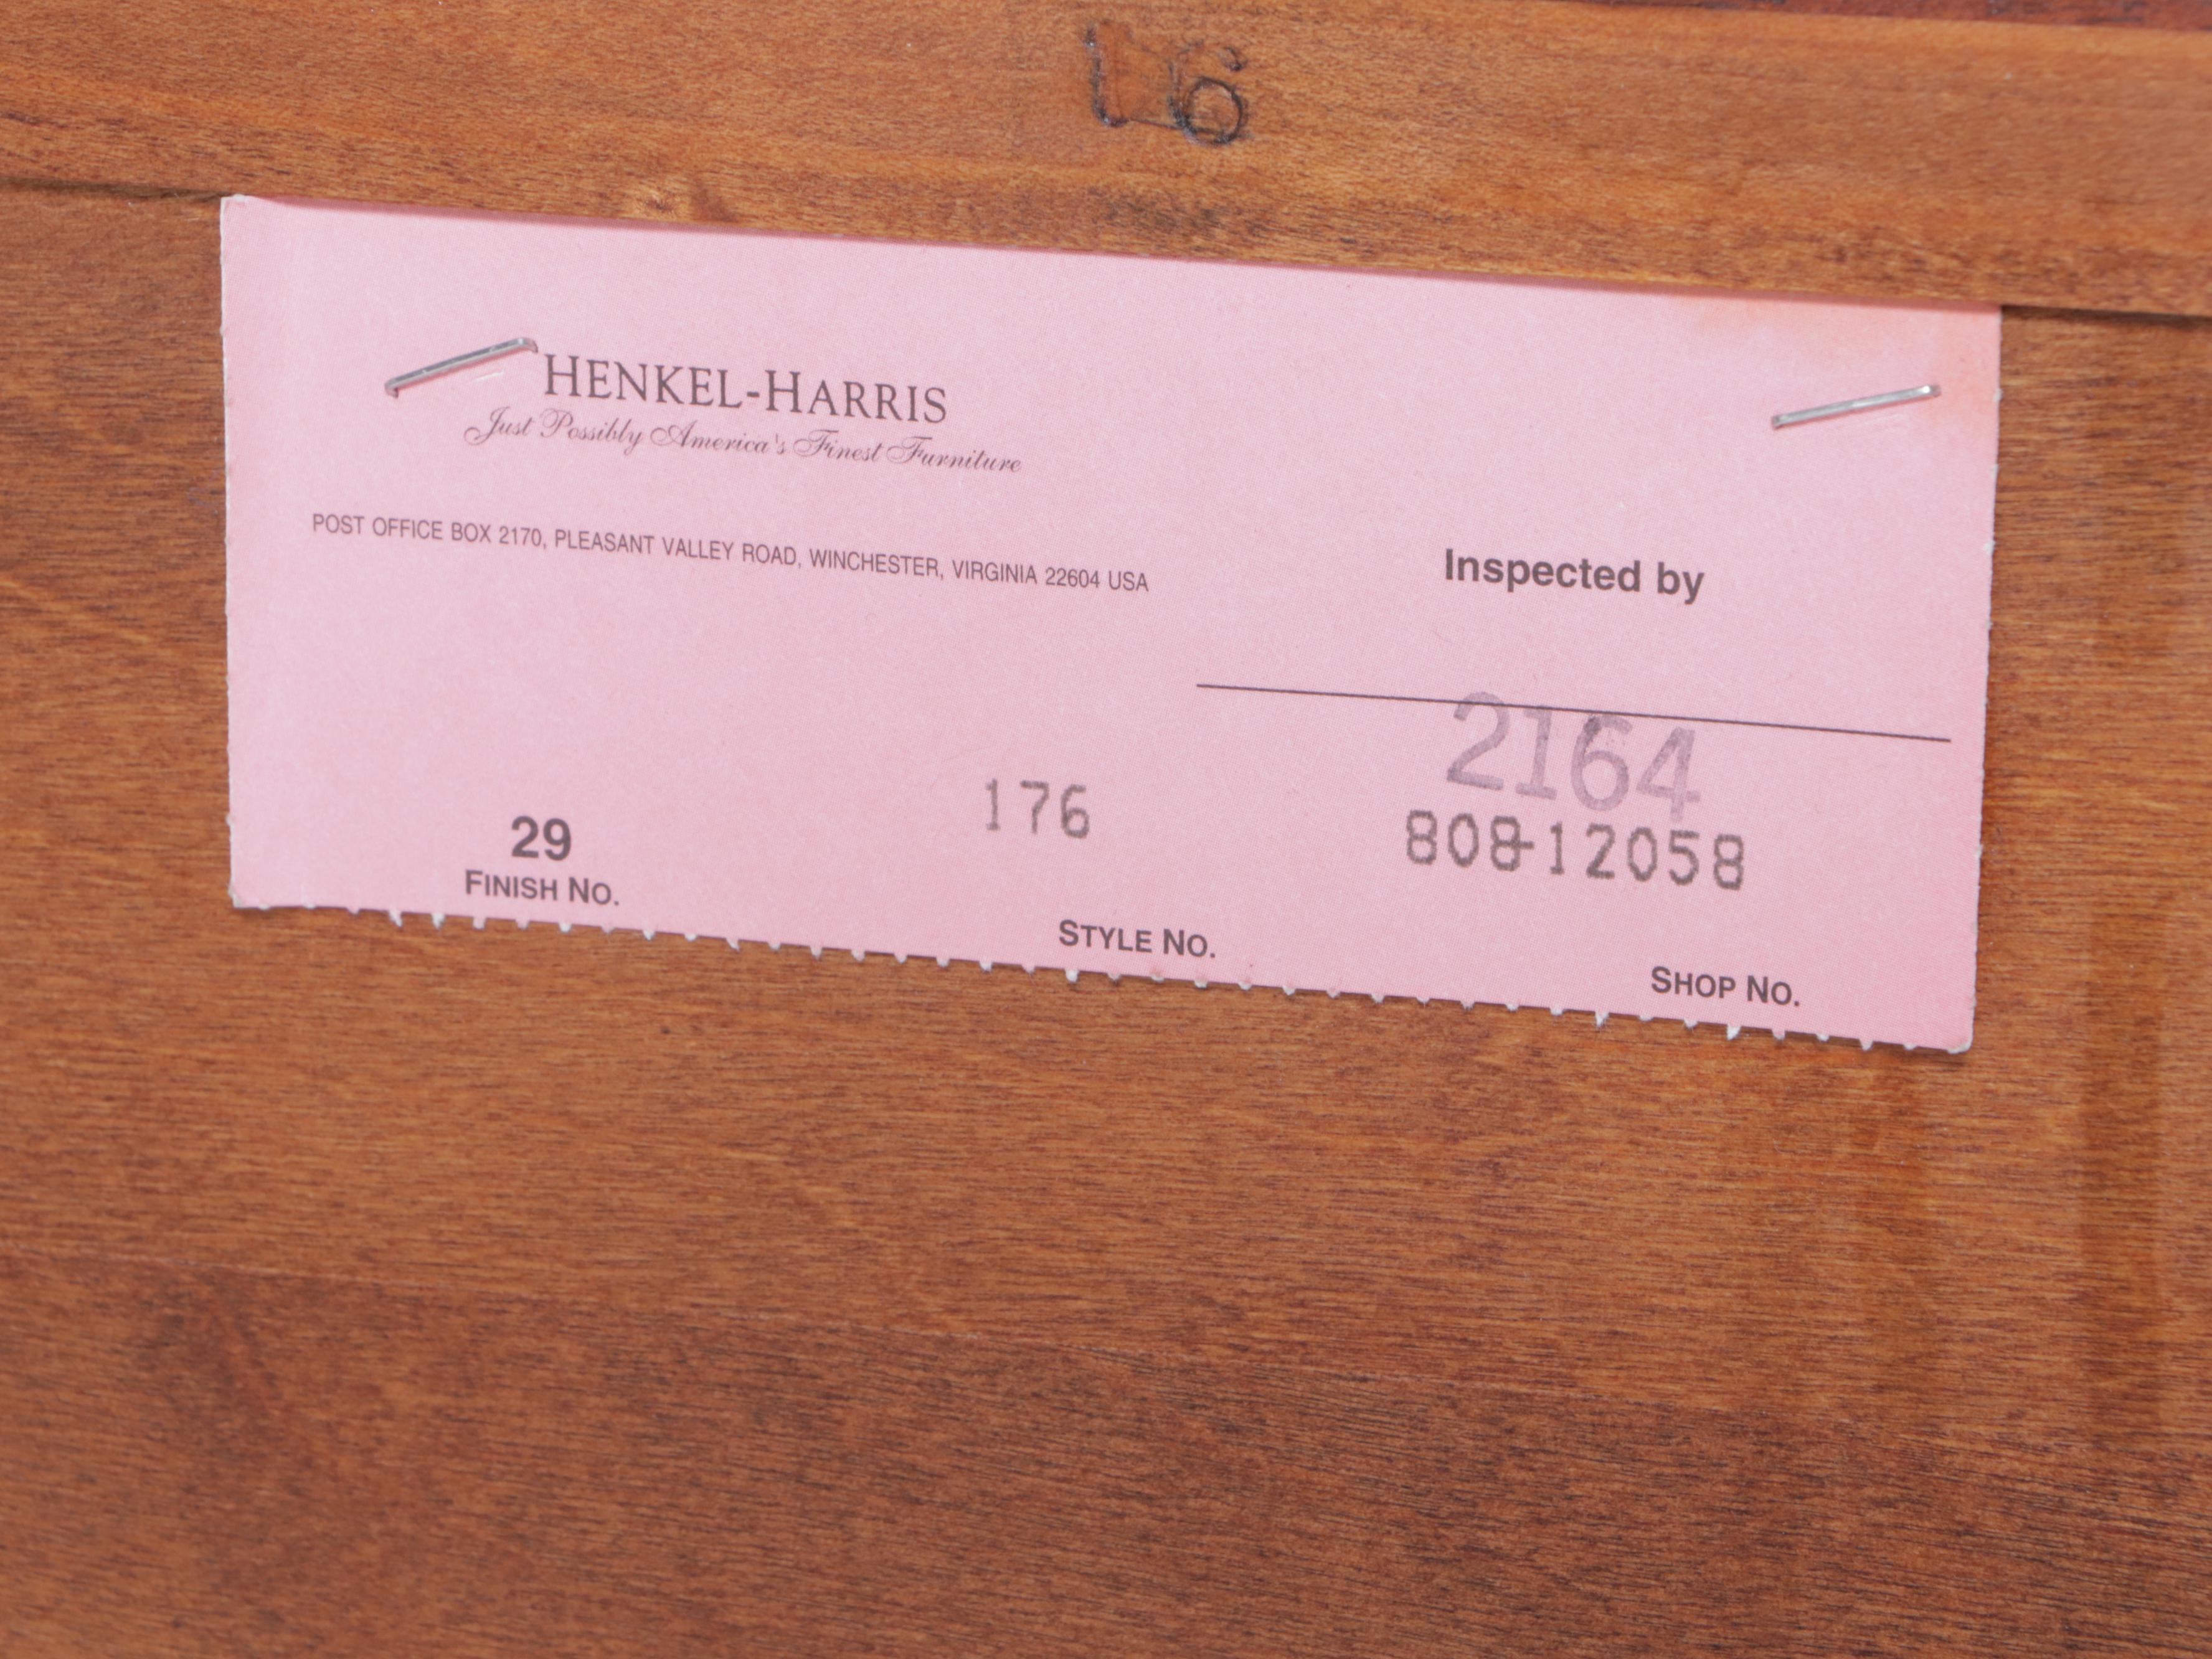 16
HENKEL-HARRIS
Just Possibly America's Finest Furniture
POST OFFICE BOX 2170, PLEASANT VALLEY ROAD, WINCHESTER, VIRGINIA 22604 USA
Inspected by
2164
29
176
808-12058
FINISH NO.
STYLE NO.
SHOP NO.